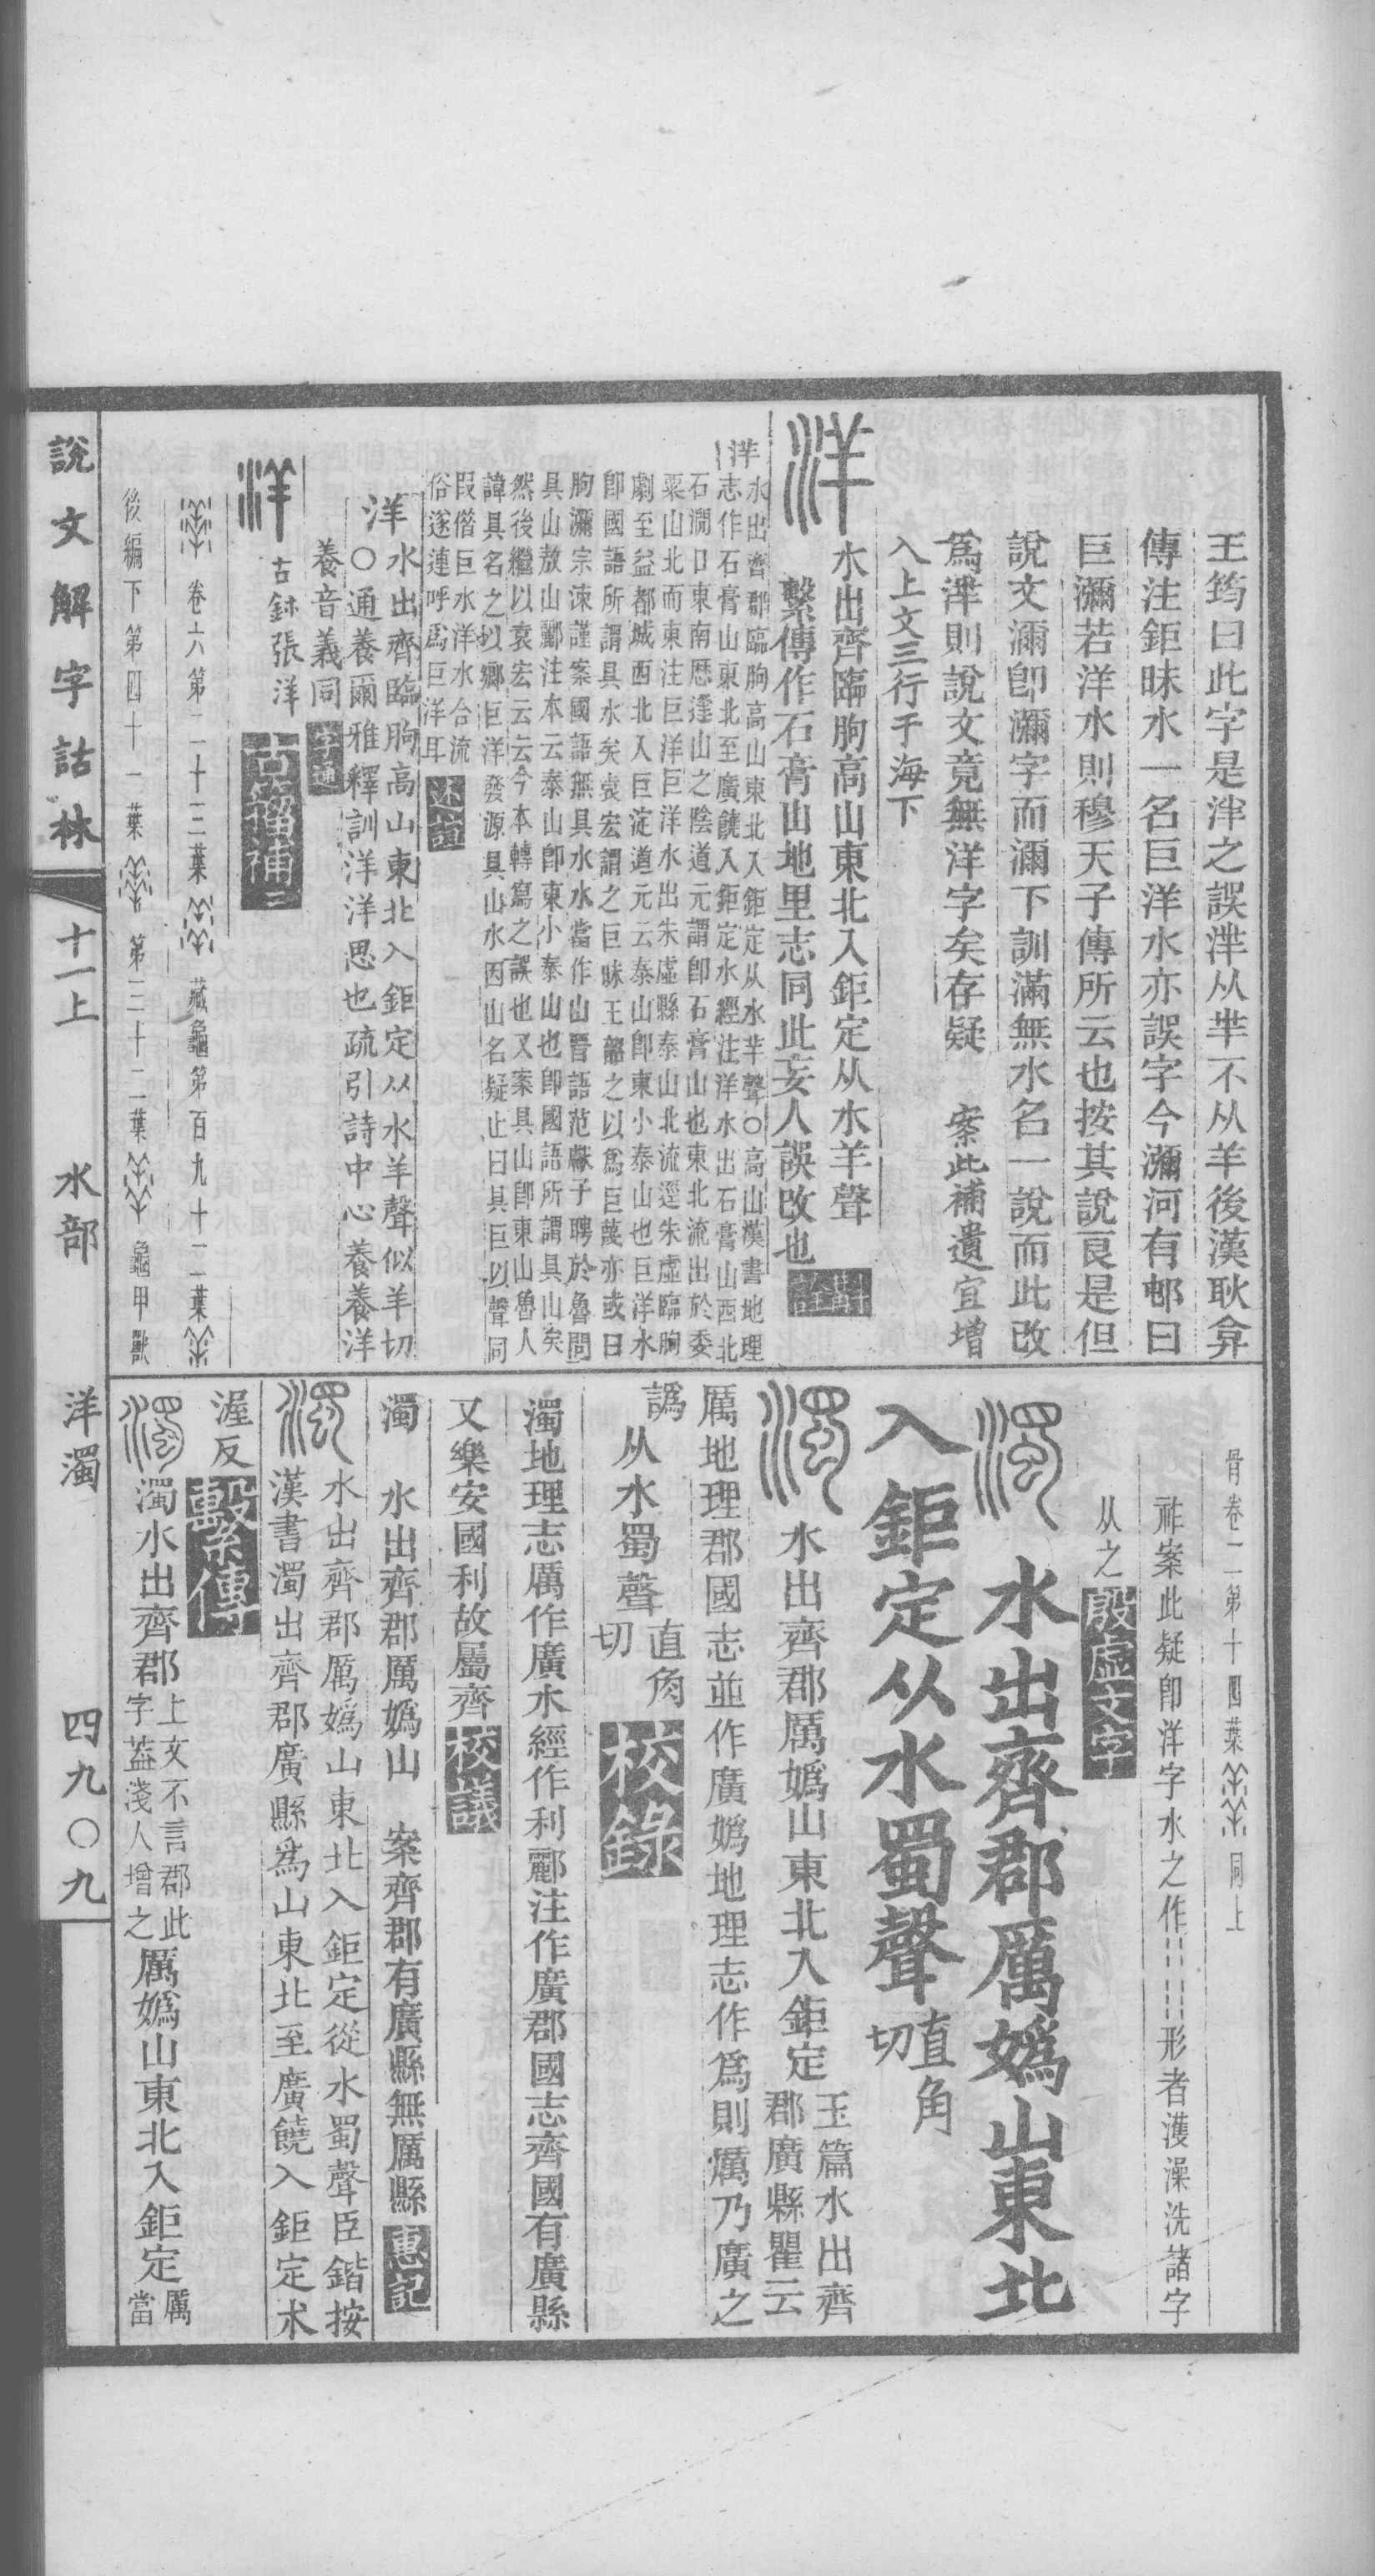 王筠曰此字是泮之誤滓从羋不从羊後漢耿弇
傳注鉅昧水一名巨洋水亦誤字今瀰河有邨曰
巨瀰若洋水則穆天子傳所云也按其說良是但
說文濔卽瀰字而濔下訓滿無水名一說而此改
爲則說文竟無洋字矣存疑　案此補遺宜增
入上文三行于海下
洋
水出齊臨朐高山東北入鉅定从水羊聲
繫傳作石膏山地里志同此妄人誤改也
水出齊郡臨朐高山東北入鉅定从水羊聲○高山漢書地理
志作石膏山東北至廣饒入鉅定水經注洋水出石膏山西北
石澗口東南歷逢山之陰道元謂卽石膏山也東北流出於委
粟山北而東注巨洋巨洋水出朱虛縣泰山北流逕朱虛臨朐
劇至益都城西北入巨淀道元云泰山卽東小泰山也巨洋水
卽國語所謂具水矣袁宏謂之巨昧王韶之以爲巨蔑亦或曰
朐瀰宗涑謹案國語無具水水當作山晉語范獻子聘於魯問
具山敖山酈注本云泰山卽東小泰山也卽國語所謂具山矣
然後繼以袁宏云云今本轉寫之誤也又案具山卽東山魯人
諱具名之以鄉巨洋發源具山水因山名疑止曰具巨以聲同
叚偺巨水洋水合流
俗遂連呼爲巨洋耳
述誼
洋
水出齊臨朐高山東北入鉅定从水羊聲似羊切
○通養爾雅釋訓洋洋思也疏引詩中心養養洋
養音義同
洋
古鉨張洋
古籀補三
卷六第二十三葉
藏龜第百九十二葉
後編下第四十一葉
第三十二葉
龜甲獸
說文解字詁林
十一上
水部
洋濁
四九〇九
骨卷二第十四葉
同上
祚案此疑卽洋字水之作
形者濩澡洗諸字
从之
殷虛文字
濁
水出齊郡厲嬀山東北
入鉅定从水蜀聲
直角
切
濁
水出齊郡厲嬀山東北入鉅定
玉篇水出齊
郡廣縣瞿云
厲地理郡國志並作廣嬀地理志作爲則厲乃廣之
譌
从水蜀聲
直角
切
校錄
濁地理志厲作廣水經作利酈注作廣郡國志齊國有廣縣
又樂安國利故屬齊
校議
濁　水出齊郡厲嬀山　案齊郡有廣縣無厲縣
惠記
濁
水出齊郡厲嬀山東北入鉅定從水蜀聲臣鍇按
漢書濁出齊郡廣縣爲山東北至廣饒入鉅定水
渥反
繫傳
濁
濁水出齊郡
上文不言郡此
字葢淺人增之
厲嬀山東北入鉅定
厲
當